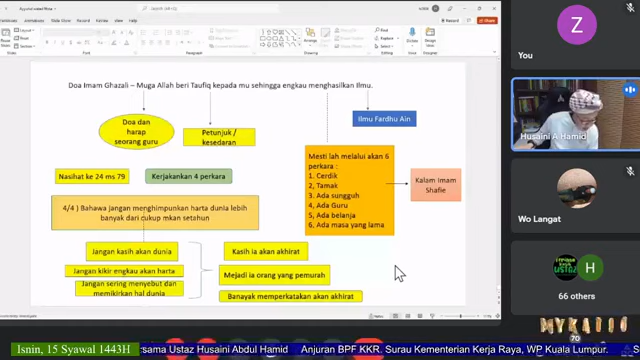 Doa Imam Ghazali – Muga Allah beri Taufiq kepada mu sehingga engkau menghasilkan Ilmu.
Doa dan
harap
seorang guru
Petunjuk /
kesedaran
Ilmu Fardhu Ain
Nasihat ke 24 ms 79
Kerjakankan 4 perkara
Mesti lah melalui akan 6
perkara :
1. Cerdik
2, Tamak
3, Ada sungguh
4, Ada Guru
5, Ada belanja
6, Ada masa yang lama
Kalam Imam
Shafie
4/4 ) Bahawa jangan menghimpunkan harta dunia lebih
banyak dari cukup mkan setahun
Jangan kasih akan dunia
Jangan kikir engkau akan harta
Jangan sering menyebut dan
memikirkan hal dunia
Kasih ia akan akhirat
Mejadi ia orang yang pemurah
Banayak memperkatakan akan akhirat
Z
You
Husaini A Hamid
Wo Langat
USTAZ
H
66 others
MYKADOO
70
Isnin, 15 Syawal 1443H
rsama Ustaz Husaini Abdul Hamid
Anjuran BPF KKR. Surau Kementerian Kerja Raya, WP Kuala Lumpur.